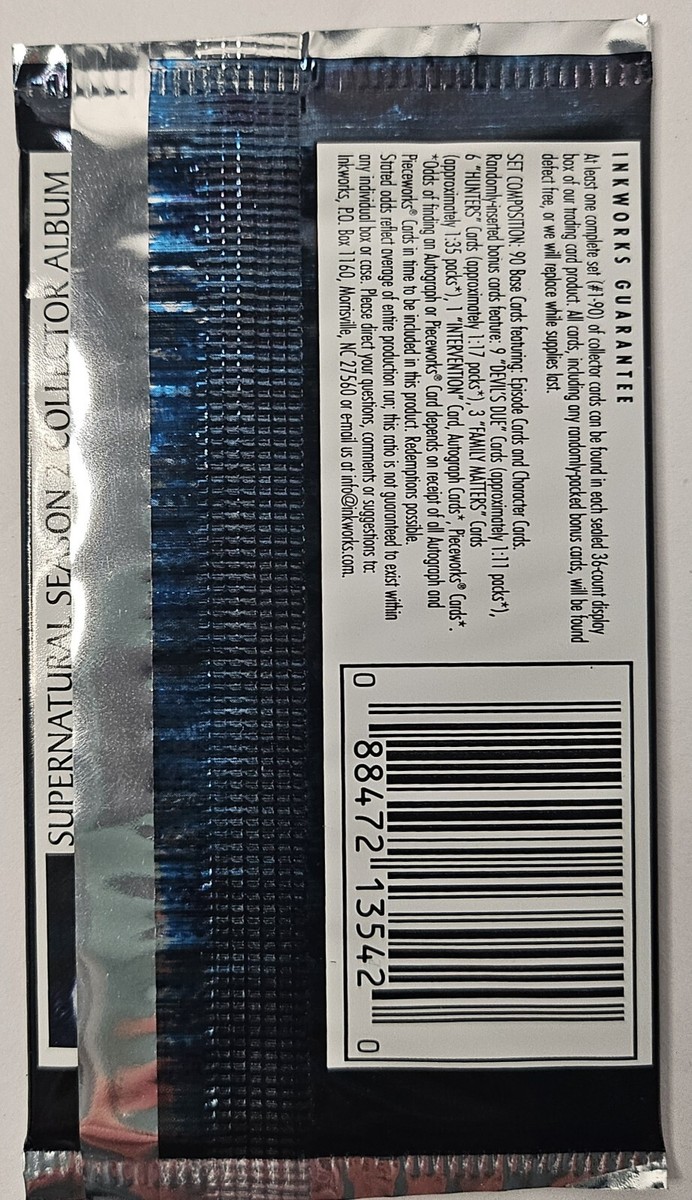 INKWORKS GUARANTEE
At least one complete set (#1-90) of collector cards can be found in each sealed 36-count display
box of our trading card product. All cards, including any randomly-packed bonus cards, will be found
defect free, or we will replace while supplies last.
SET COMPOSITION: 90 Base Cards featuring: Episode Cards and Character Cards.
Randomly-inserted bonus cards feature: 9 "DEVIL'S DUE" Cards (approximately 1:11 packs*),
6 "HUNTERS" Cards (approximately 1:17 packs*), 3 "FAMILY MATTERS" Cards
(approximately 1:35 packs*), 1 "INTERVENTION" Card, Autograph Cards*, Pieceworks® Cards*.
*Odds of finding an Autograph or Pieceworks® Card depends on receipt of all Autograph and
Pieceworks® Cards in time to be included in this product. Redemptions possible.
Stated odds reflect average of entire production run; this ratio is not guaranteed to exist within
any individual box or case. Please direct your questions, comments or suggestions to:
Inkworks, P.O. Box 1160, Morrisville, NC 27560 or e-mail us at info@inkworks.com.
0 88472 13542 0
SUPERNATURAL SEASON 2 COLLECTOR ALBUM